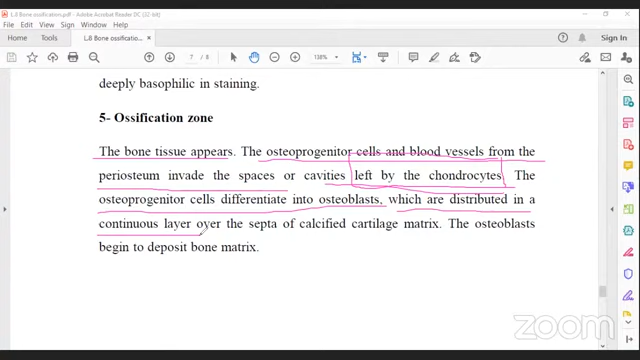 L.8 Bone ossification.pdf - Adobe Acrobat Reader DC (32-bit)
File Edit View Sign Window Help
Home Tools L.8 Bone ossificatio... × Sign In
7 / 8 138%
deeply basophilic in staining.
5- Ossification zone
The bone tissue appears. The osteoprogenitor cells and blood vessels from the
periosteum invade the spaces or cavities left by the chondrocytes. The
osteoprogenitor cells differentiate into osteoblasts, which are distributed in a
continuous layer over the septa of calcified cartilage matrix. The osteoblasts
begin to deposit bone matrix.
zoom